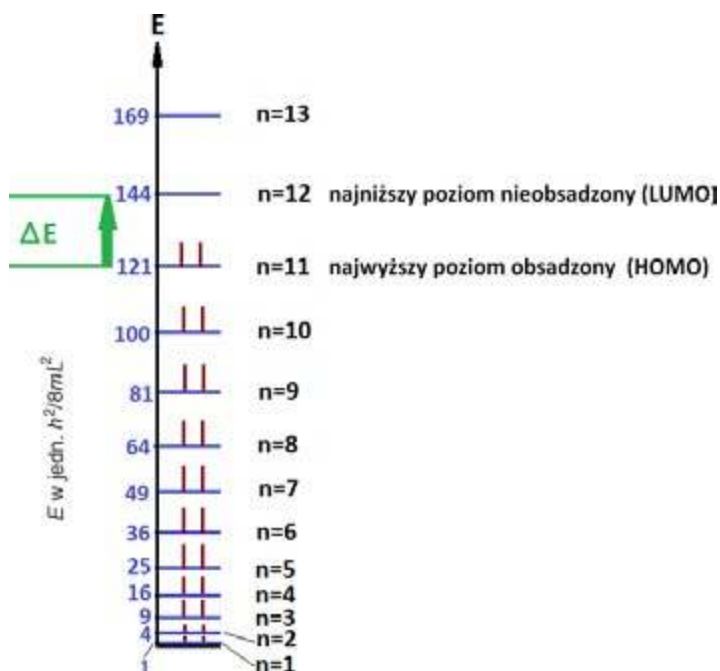 E
169 n=13
144 n=12 najniższy poziom nieobsadzony (LUMO)
ΔE
121 n=11 najwyższy poziom obsadzony (HOMO)
100 n=10
81 n=9
64 n=8
49 n=7
36 n=6
25 n=5
16 n=4
9 n=3
4 n=2
1 n=1
E w jedn. h²/8mL²